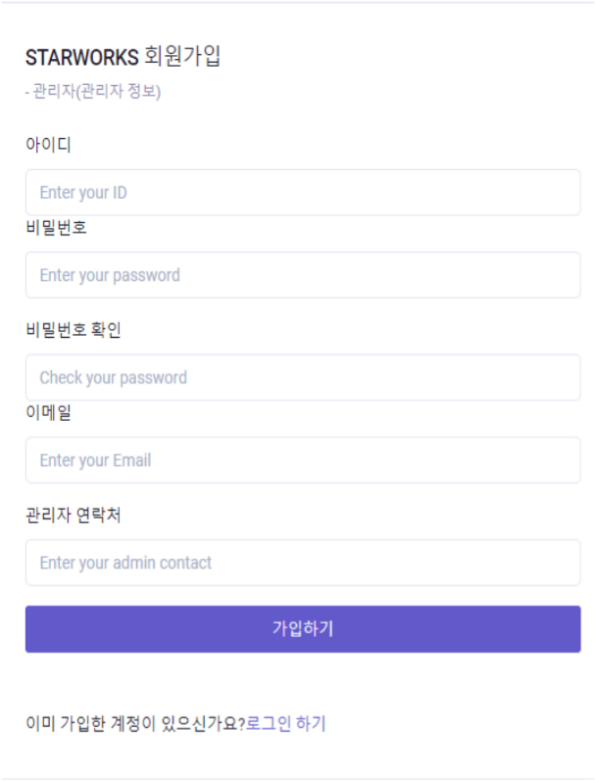 STARWORKS 회원가입
- 관리자(관리자 정보)
아이디
Enter your ID
비밀번호
Enter your password
비밀번호 확인
Check your password
이메일
Enter your Email
관리자 연락처
Enter your admin contact
가입하기
이미 가입한 계정이 있으신가요?로그인 하기